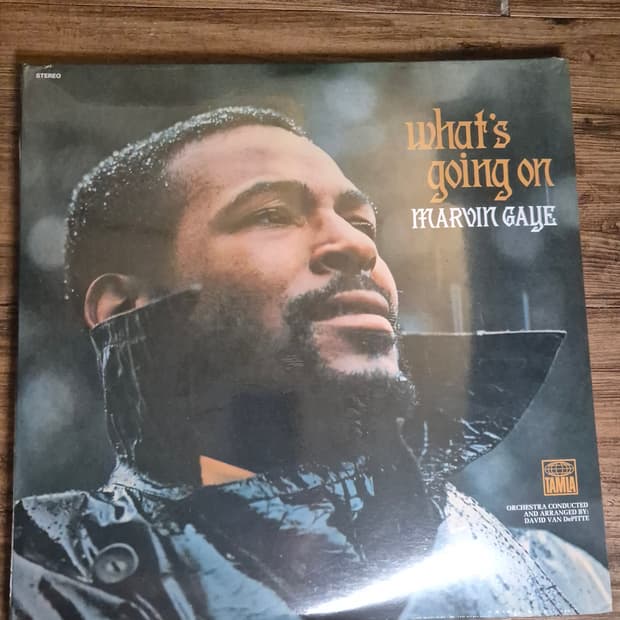 STEREO
what's
going on
MARVIN GAYE
TAMLA
ORCHESTRA CONDUCTED
AND ARRANGED BY:
DAVID VAN DePITTE